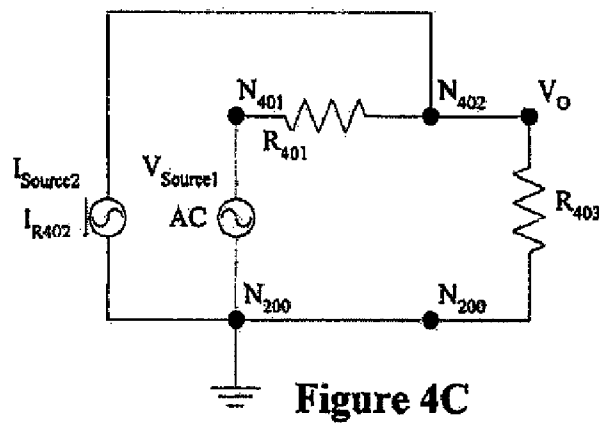 N401
N402
VO
R401
ISource2
VSource1
IR402
AC
R403
N200
N200
Figure 4C